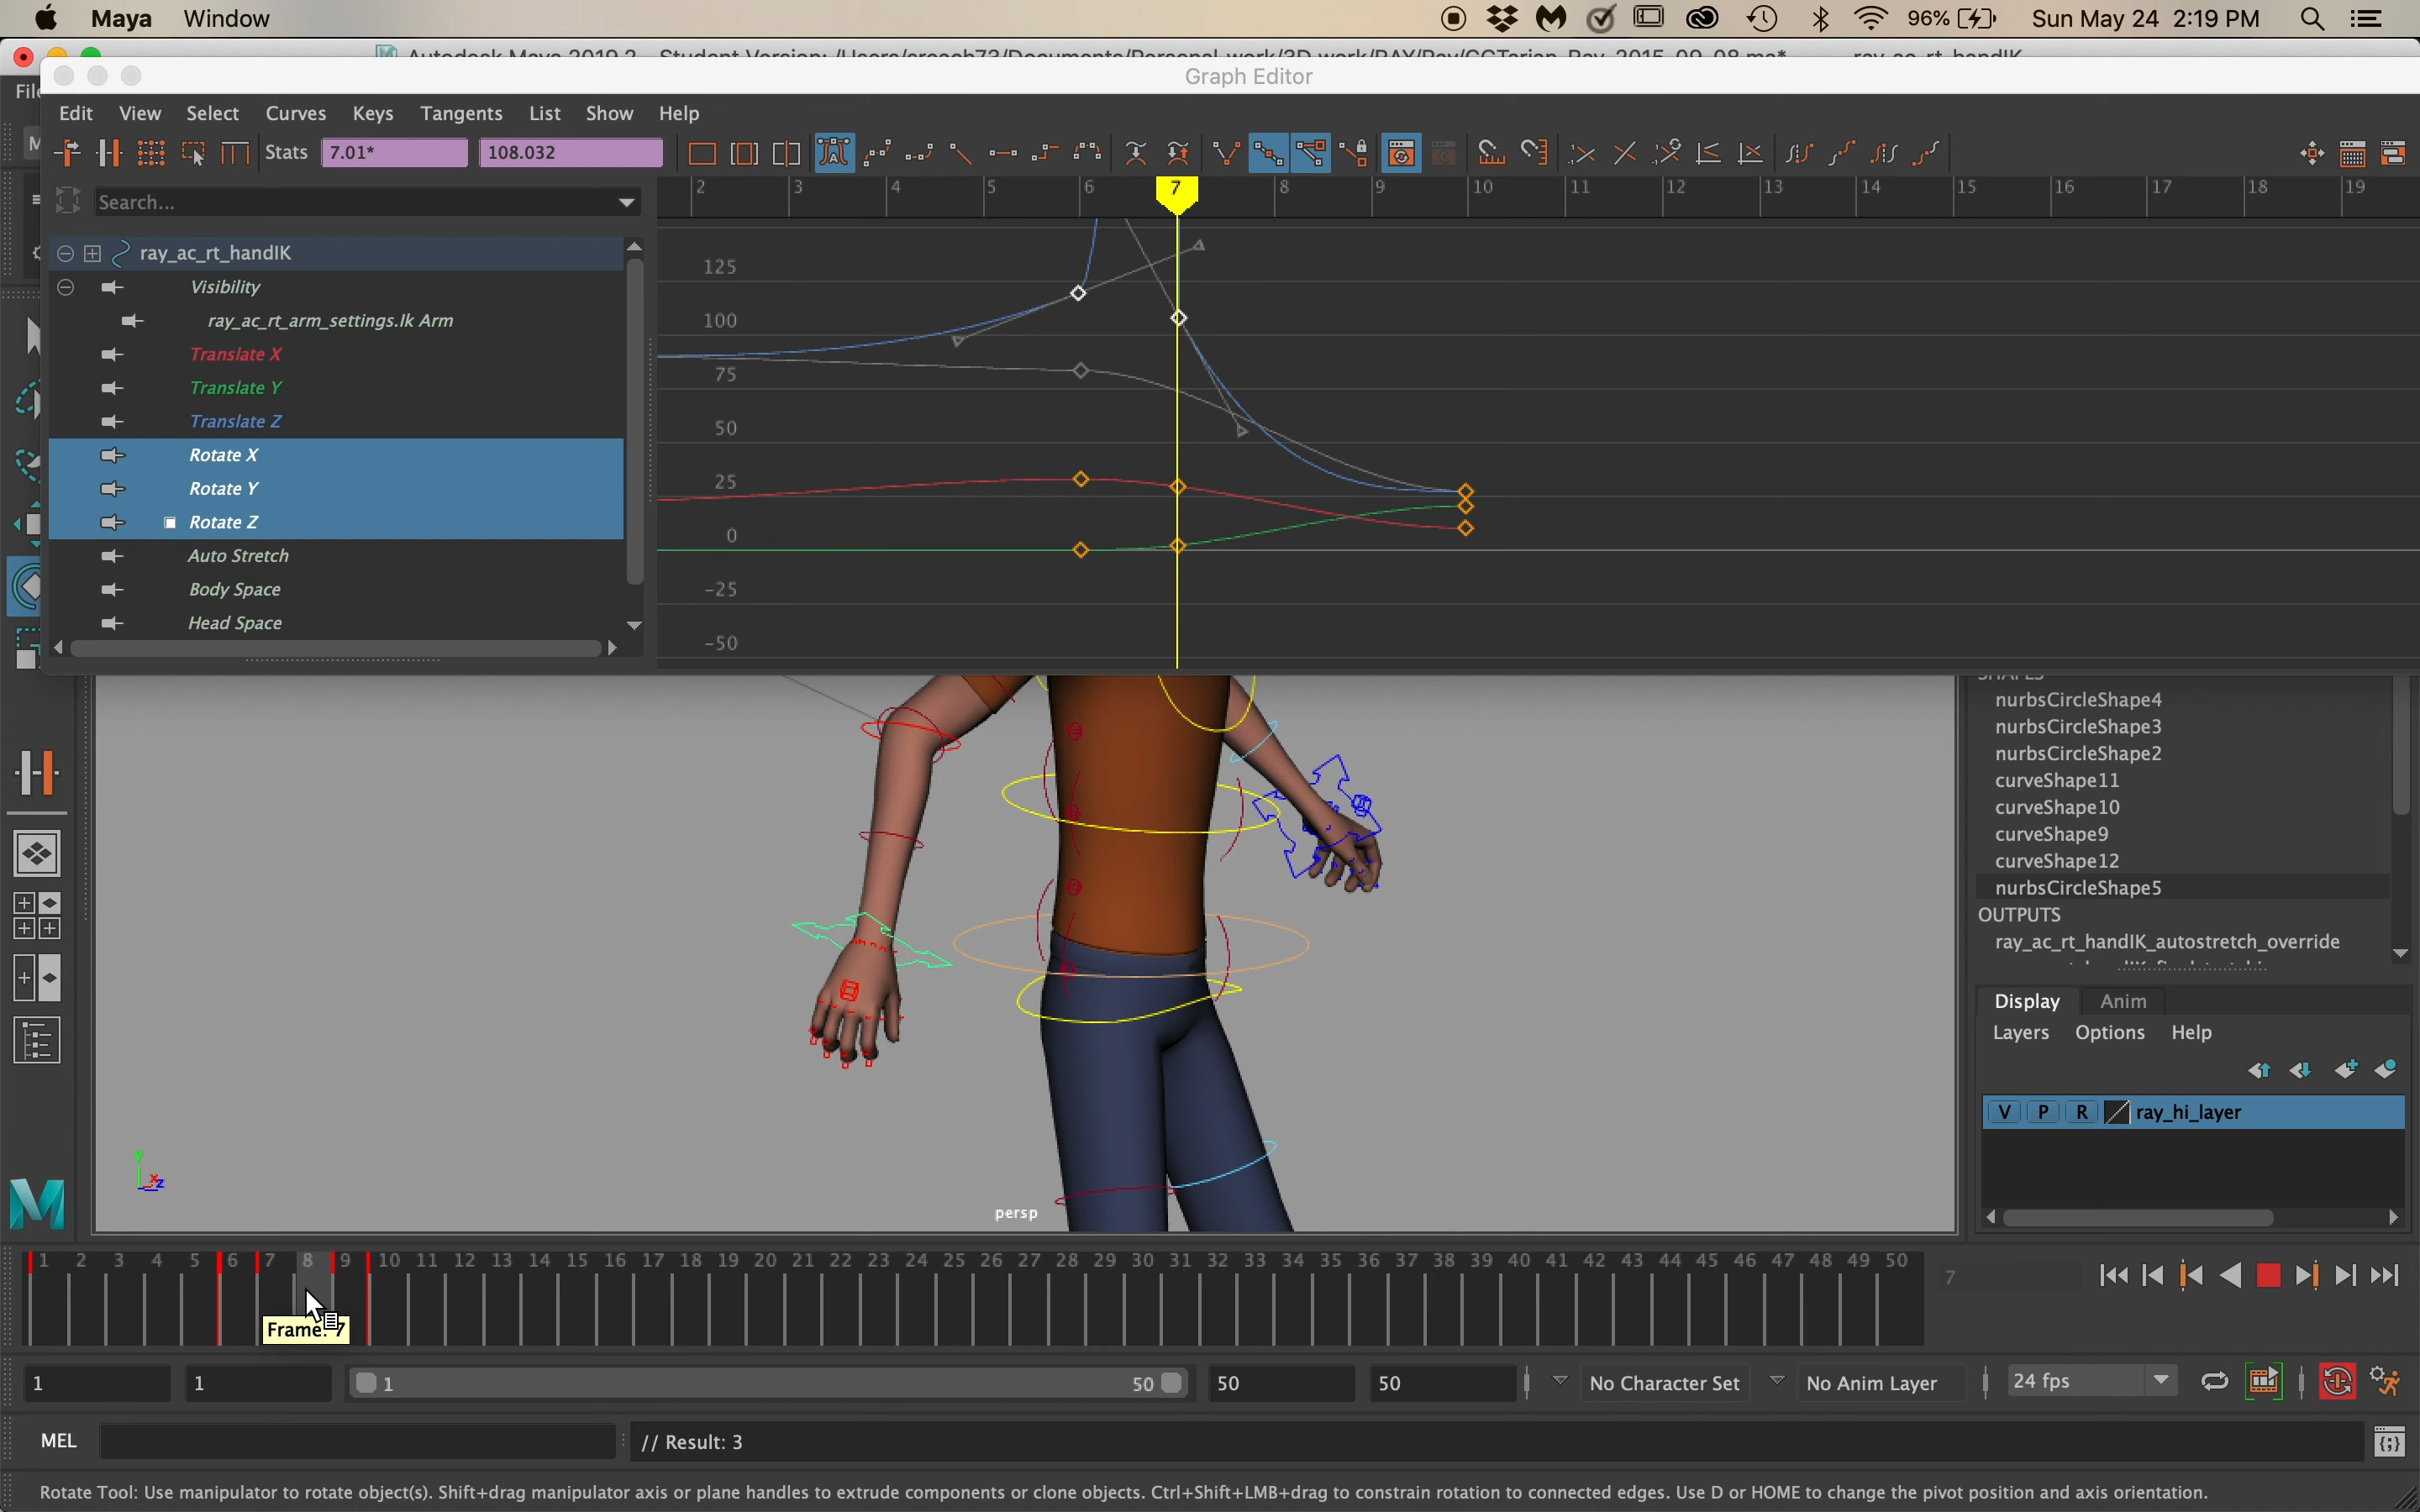 Maya Window 96% Sun May 24 2:19 PM
Graph Editor
Edit View Select Curves Keys Tangents List Show Help
Stats 7.01* 108.032
Search...
2 3 4 5 6 7 8 9 10 11 12 13 14 15 16 17 18 19
ray_ac_rt_handIK
Visibility
ray_ac_rt_arm_settings.Ik Arm
Translate X
Translate Y
Translate Z
Rotate X
Rotate Y
Rotate Z
Auto Stretch
Body Space
Head Space
125
100
75
50
25
0
-25
-50
nurbsCircleShape4
nurbsCircleShape3
nurbsCircleShape2
curveShape11
curveShape10
curveShape9
curveShape12
nurbsCircleShape5
OUTPUTS
ray_ac_rt_handIK_autostretch_override
Display Anim
Layers Options Help
V P R ray_hi_layer
y
x
z
persp
1 2 3 4 5 6 7 8 9 10 11 12 13 14 15 16 17 18 19 20 21 22 23 24 25 26 27 28 29 30 31 32 33 34 35 36 37 38 39 40 41 42 43 44 45 46 47 48 49 50 7
Frame: 7
1 1 1 50 50 50 No Character Set No Anim Layer 24 fps
MEL // Result: 3
Rotate Tool: Use manipulator to rotate object(s). Shift+drag manipulator axis or plane handles to extrude components or clone objects. Ctrl+Shift+LMB+drag to constrain rotation to connected edges. Use D or HOME to change the pivot position and axis orientation.